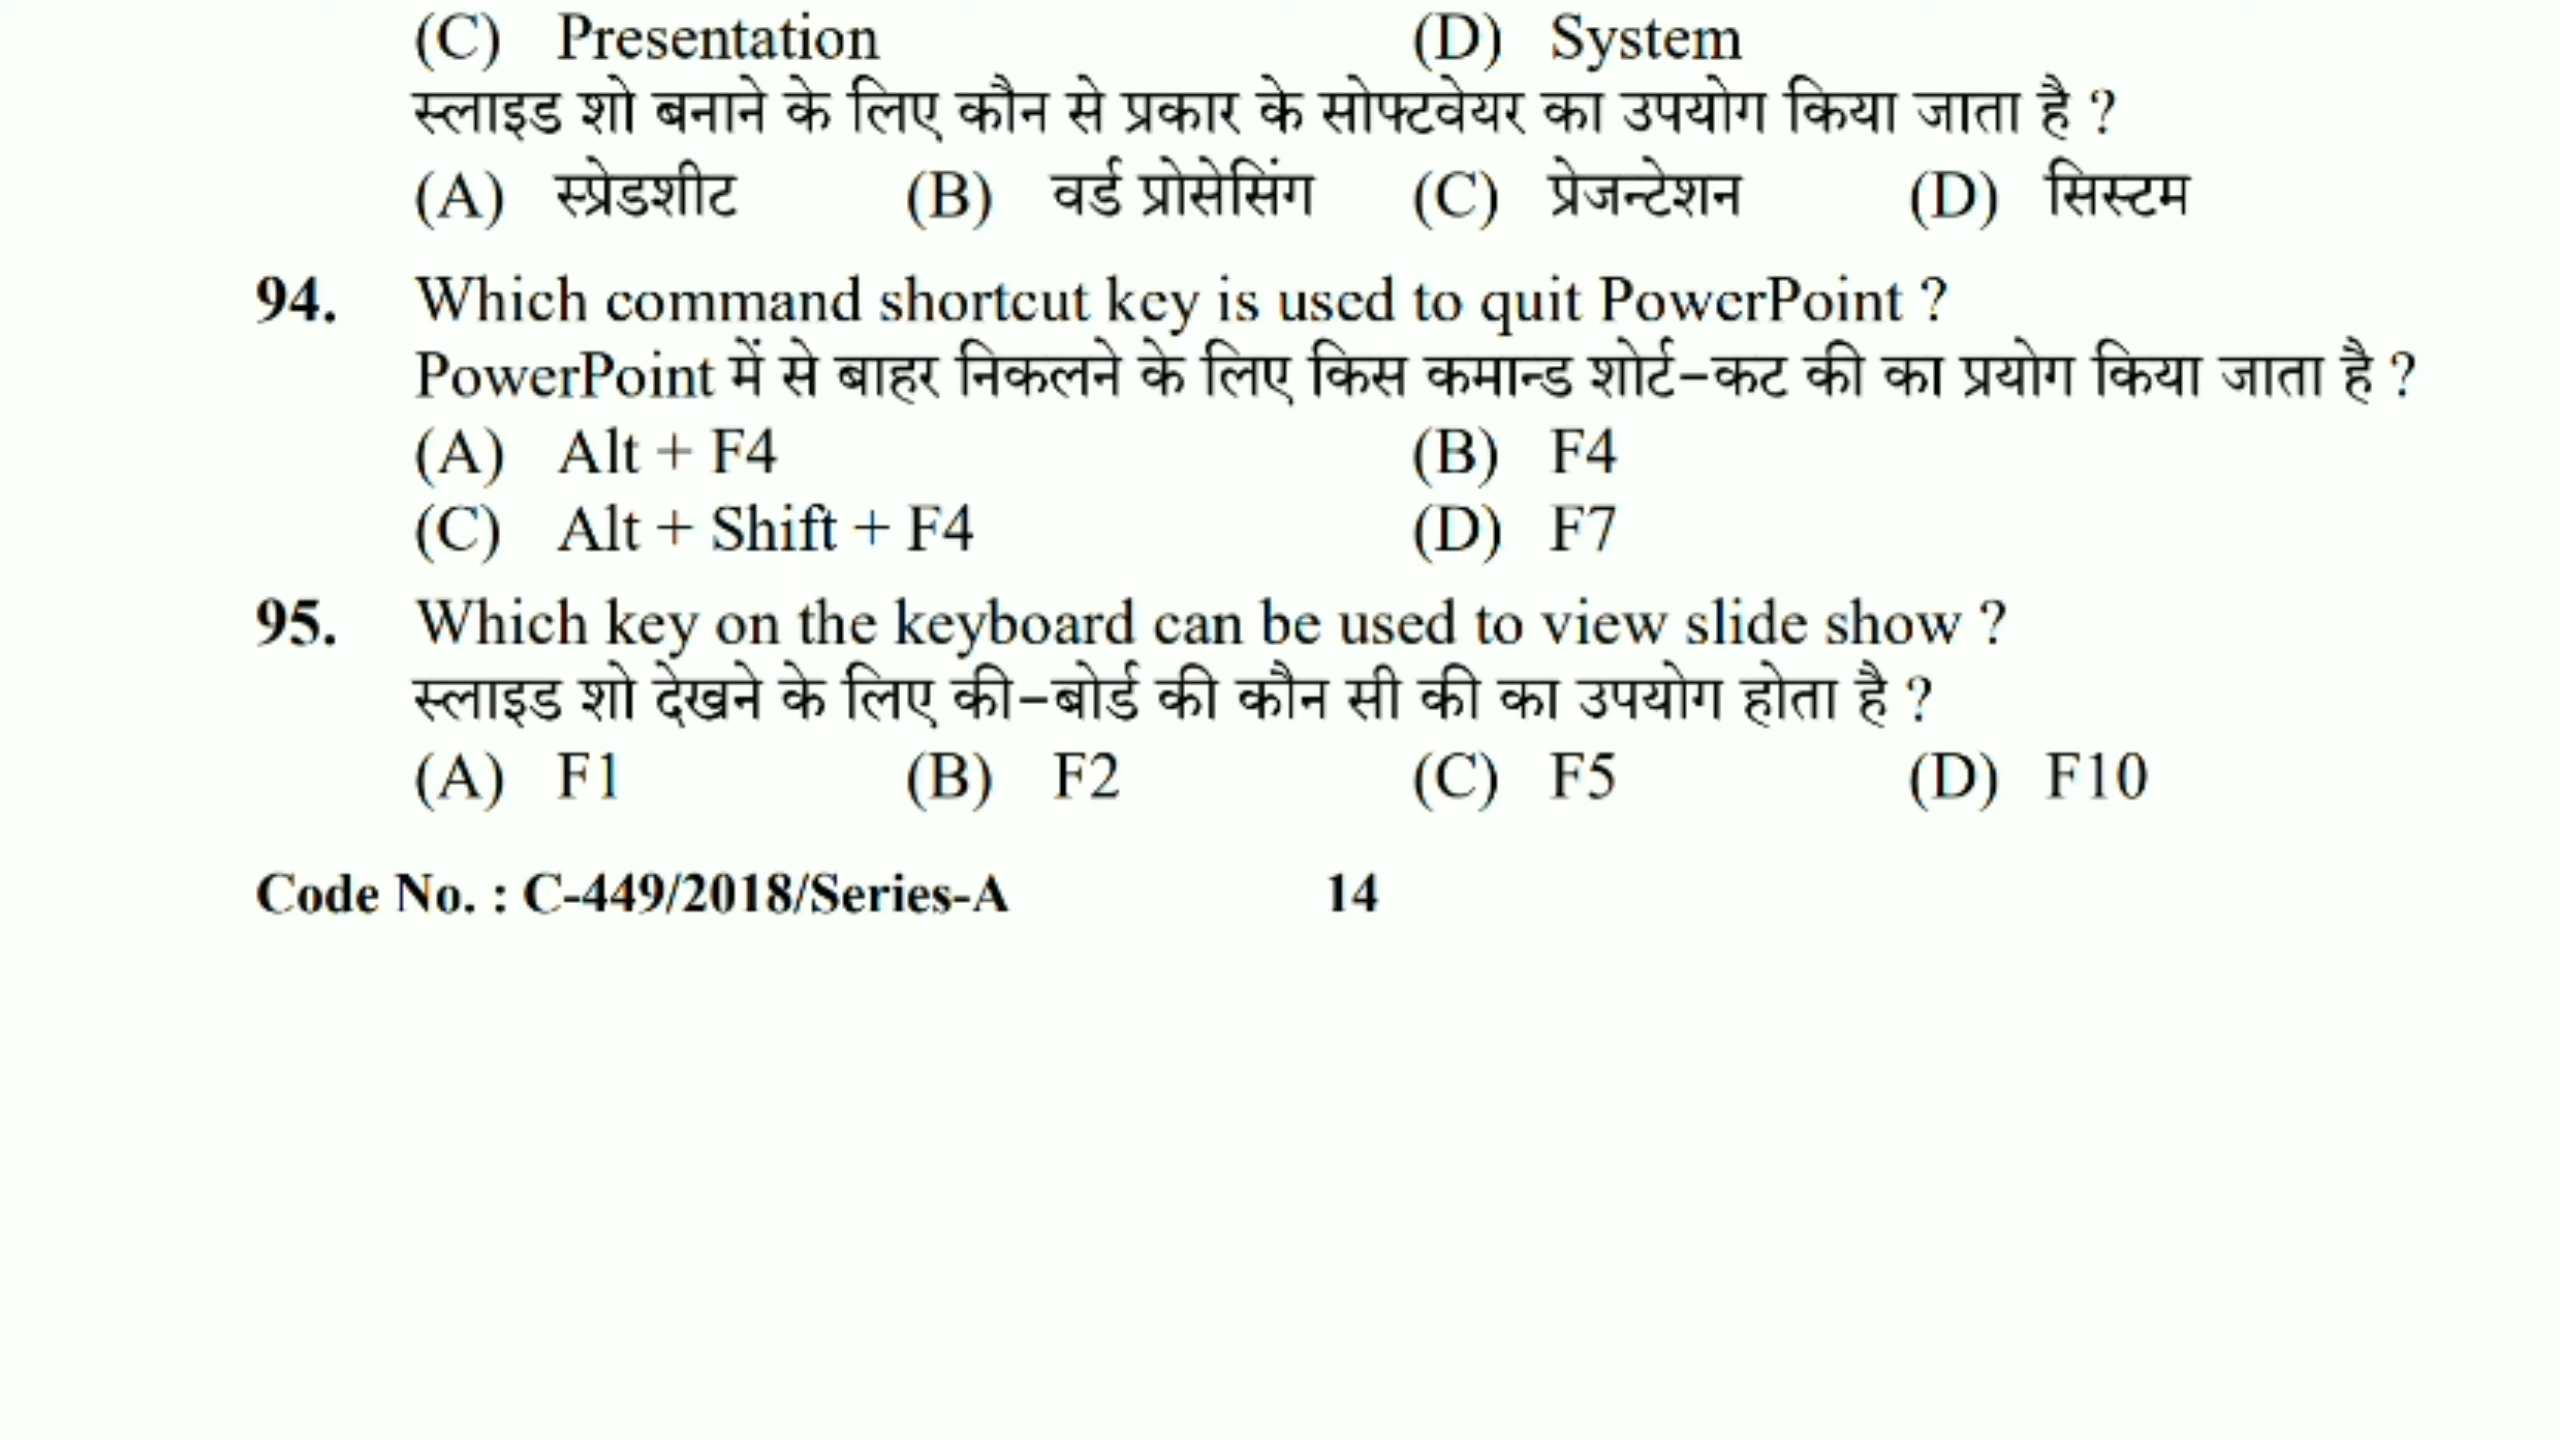 (C) Presentation (D) System
स्लाइड शो बनाने के लिए कौन से प्रकार के सोफ्टवेयर का उपयोग किया जाता है ?
(A) स्प्रेडशीट (B) वर्ड प्रोसेसिंग (C) प्रेजन्टेशन (D) सिस्टम
94. Which command shortcut key is used to quit PowerPoint ?
PowerPoint में से बाहर निकलने के लिए किस कमान्ड शोर्ट-कट की का प्रयोग किया जाता है ?
(A) Alt + F4 (B) F4
(C) Alt + Shift + F4 (D) F7
95. Which key on the keyboard can be used to view slide show ?
स्लाइड शो देखने के लिए की-बोर्ड की कौन सी की का उपयोग होता है ?
(A) F1 (B) F2 (C) F5 (D) F10
Code No. : C-449/2018/Series-A 14